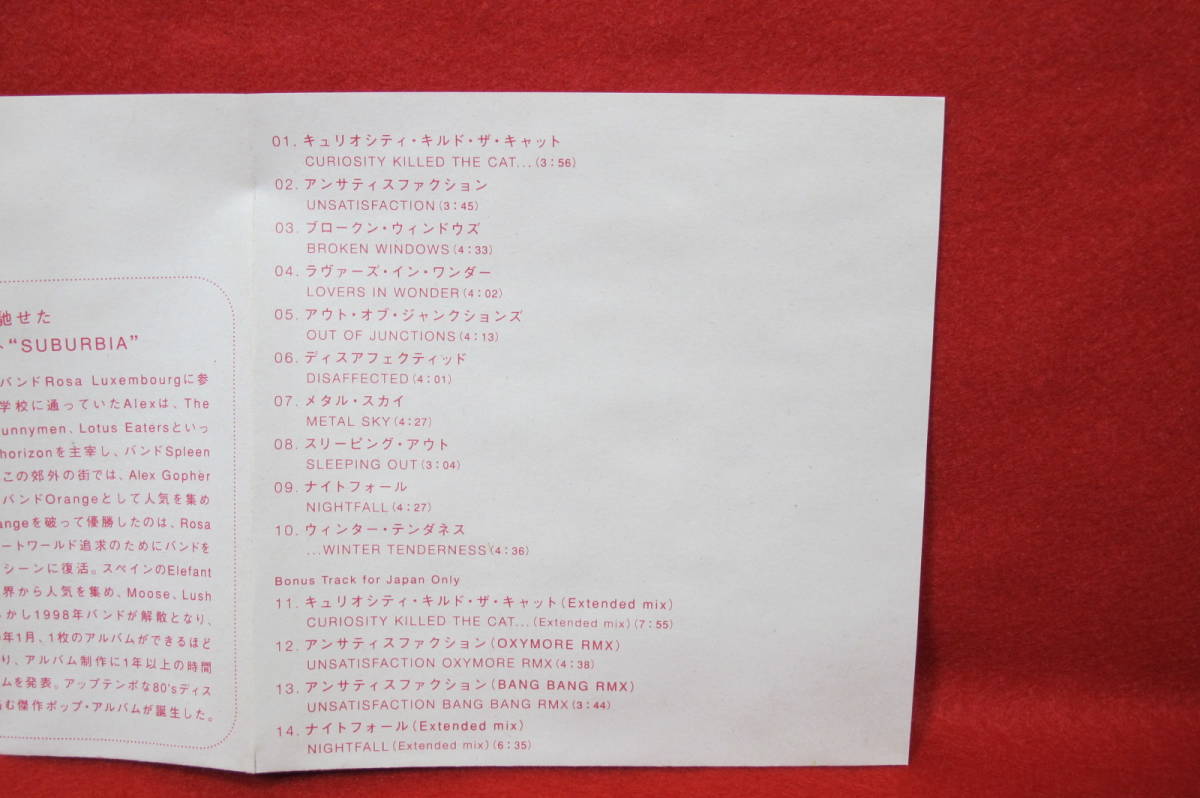 馳せた
“SUBURBIA”
バンドRosa Luxembourgに参
学校に通っていたAlexは、The
unnymen、Lotus Eatersといっ
horizonを主宰し、バンドSpleen
この郊外の街では、Alex Gopher
バンドOrangeとして人気を集め
angeを破って優勝したのは、Rosa
ートワールド追求のためにバンドを
シーンに復活。スペインのElefant
界から人気を集め、Moose、Lush
かし1998年バンドが解散となり、
年1月、1枚のアルバムができるほど
り、アルバム制作に1年以上の時間
ムを発表。アップテンポな80'sディス
む傑作ポップ・アルバムが誕生した。
01. キュリオシティ・キルド・ザ・キャット
CURIOSITY KILLED THE CAT...(3:56)
02. アンサティスファクション
UNSATISFACTION(3:45)
03. ブロークン・ウィンドウズ
BROKEN WINDOWS(4:33)
04. ラヴァーズ・イン・ワンダー
LOVERS IN WONDER(4:02)
05. アウト・オブ・ジャンクションズ
OUT OF JUNCTIONS(4:13)
06. ディスアフェクティッド
DISAFFECTED(4:01)
07. メタル・スカイ
METAL SKY(4:27)
08. スリーピング・アウト
SLEEPING OUT(3:04)
09. ナイトフォール
NIGHTFALL(4:27)
10. ウィンター・テンダネス
...WINTER TENDERNESS(4:36)
Bonus Track for Japan Only
11. キュリオシティ・キルド・ザ・キャット(Extended mix)
CURIOSITY KILLED THE CAT...(Extended mix)(7:55)
12. アンサティスファクション(OXYMORE RMX)
UNSATISFACTION OXYMORE RMX(4:38)
13. アンサティスファクション(BANG BANG RMX)
UNSATISFACTION BANG BANG RMX(3:44)
14. ナイトフォール(Extended mix)
NIGHTFALL(Extended mix)(6:35)